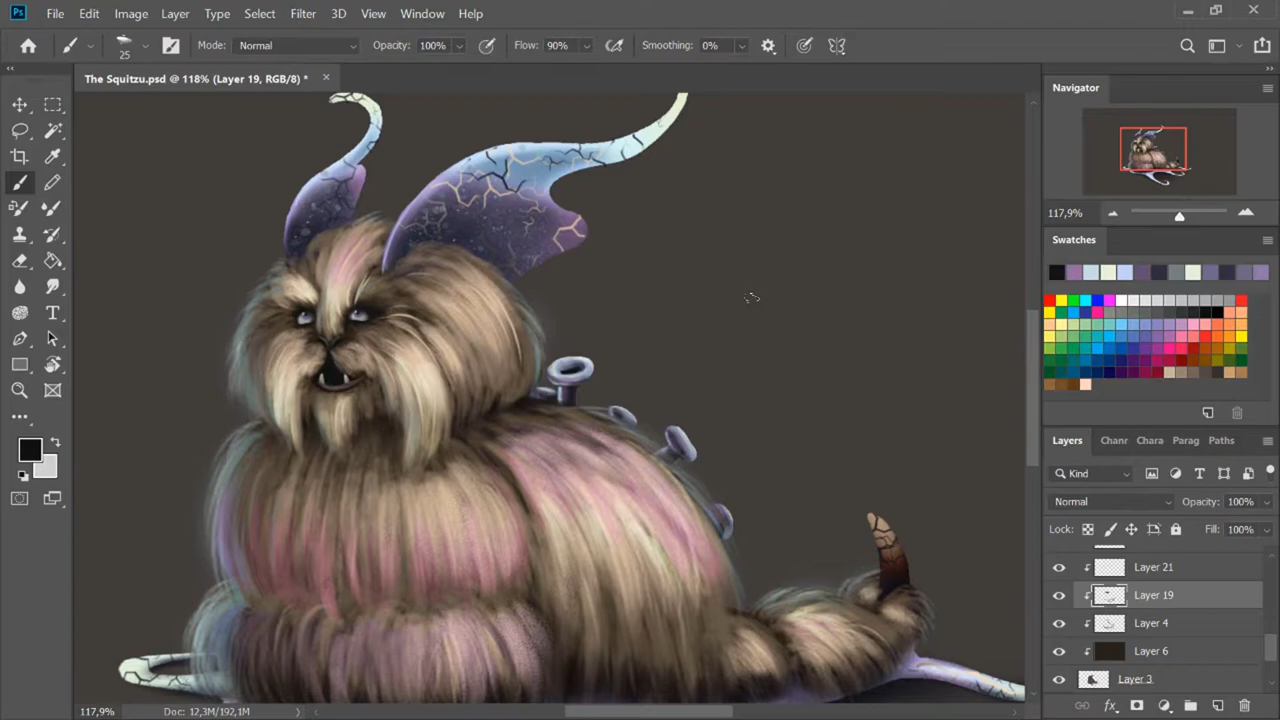 Ps File Edit Image Layer Type Select Filter 3D View Window Help
25 Mode: Normal Opacity: 100% Flow: 90% Smoothing: 0%
The Squitzu.psd @ 118% (Layer 19, RGB/8) *
Navigator
117,9%
Swatches
Layers Chanr Chara Parag Paths
Kind
Normal Opacity: 100%
Lock: Fill: 100%
Layer 21
Layer 19
Layer 4
Layer 6
Layer 3
117,9% Doc: 12,3M/192,1M